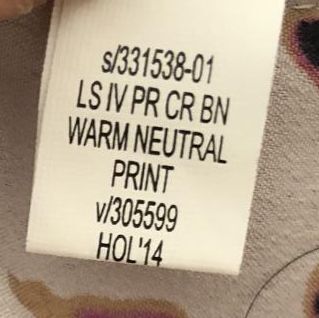 s/331538-01
LS IV PR CR BN
WARM NEUTRAL
PRINT
v/305599
HOL'14